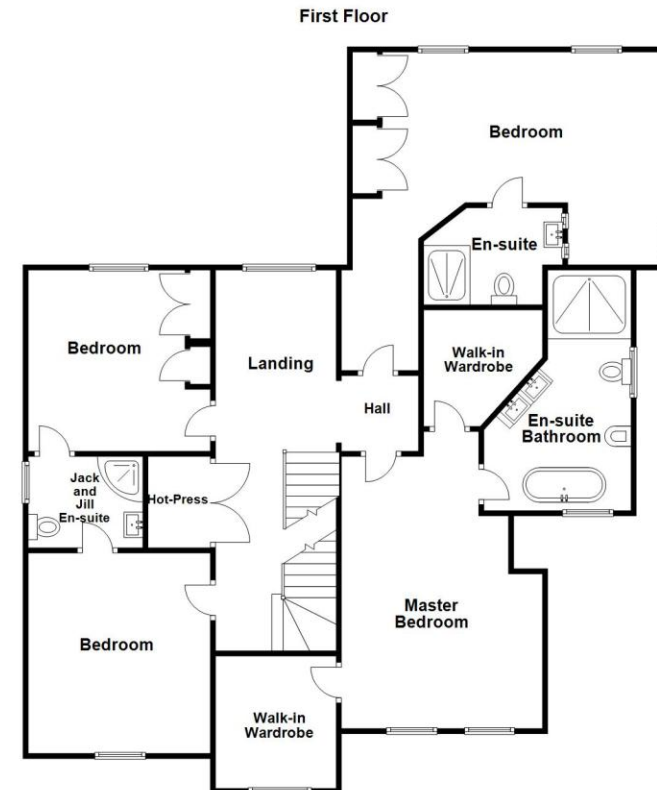 First Floor
Bedroom
En-suite
Bedroom
Landing
Walk-in
Wardrobe
Hall
En-suite
Bathroom
Jack
and
Jill
En-suite
Hot-Press
Master
Bedroom
Bedroom
Walk-in
Wardrobe